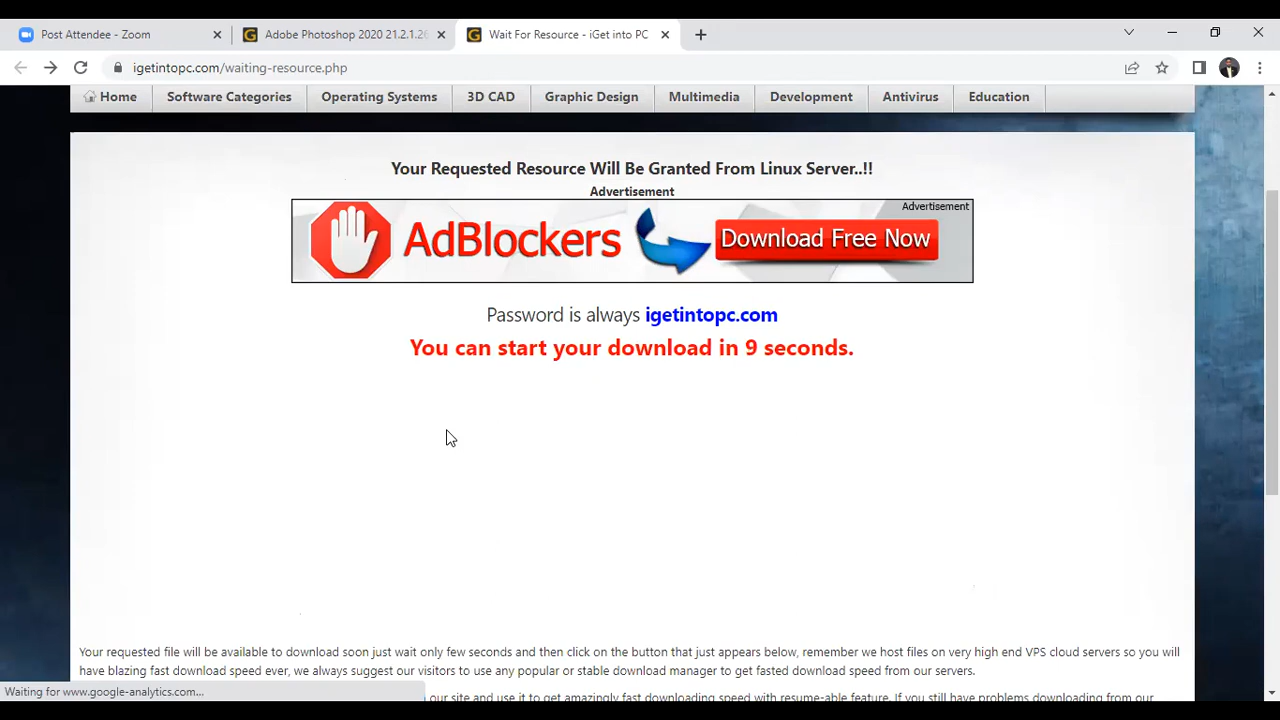 Post Attendee - Zoom
Adobe Photoshop 2020 21.2.1.26
Wait For Resource - iGet into PC
igetintopc.com/waiting-resource.php
Home
Software Categories
Operating Systems
3D CAD
Graphic Design
Multimedia
Development
Antivirus
Education
Your Requested Resource Will Be Granted From Linux Server..!!
Advertisement
Advertisement
AdBlockers
Download Free Now
Password is always igetintopc.com
You can start your download in 9 seconds.
Your requested file will be available to download soon just wait only few seconds and then click on the button that just appears below, remember we host files on very high end VPS cloud servers so you will
have blazing fast download speed ever, we always suggest our visitors to use any popular or stable download manager to get fasted download speed from our servers.
our site and use it to get amazingly fast downloading speed with resume-able feature. If you still have problems downloading from our
Waiting for www.google-analytics.com...